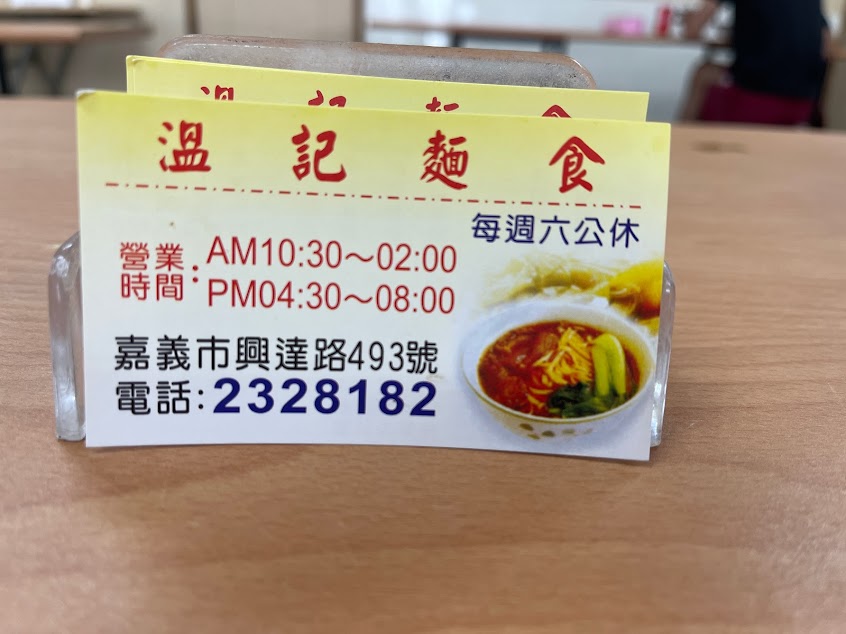 溫記麵食
每週六公休
營業時間:
AM10:30～02:00
PM04:30～08:00
嘉義市興達路493號
電話:2328182